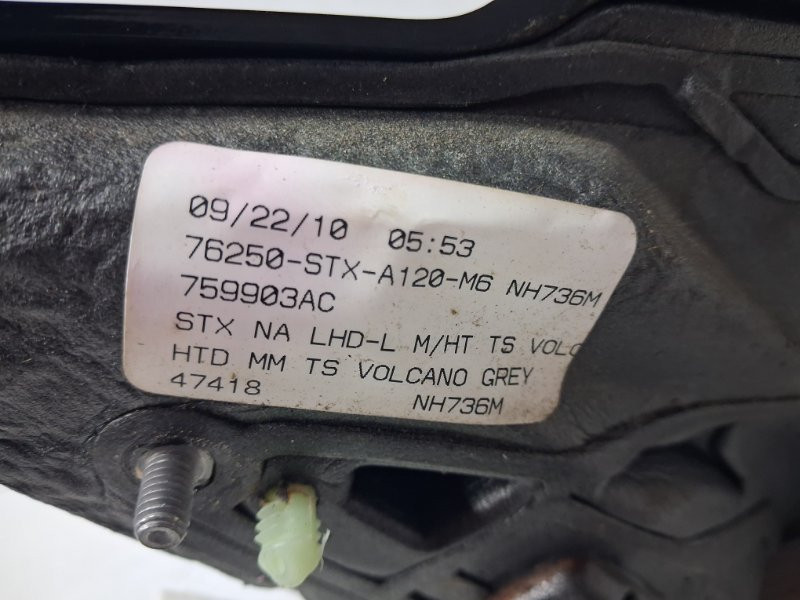 09/22/10 05:53
76250-STX-A120-M6 NH736M
759903AC
STX NA LHD-L M/HT TS VOLC
HTD MM TS VOLCANO GREY
47418 NH736M